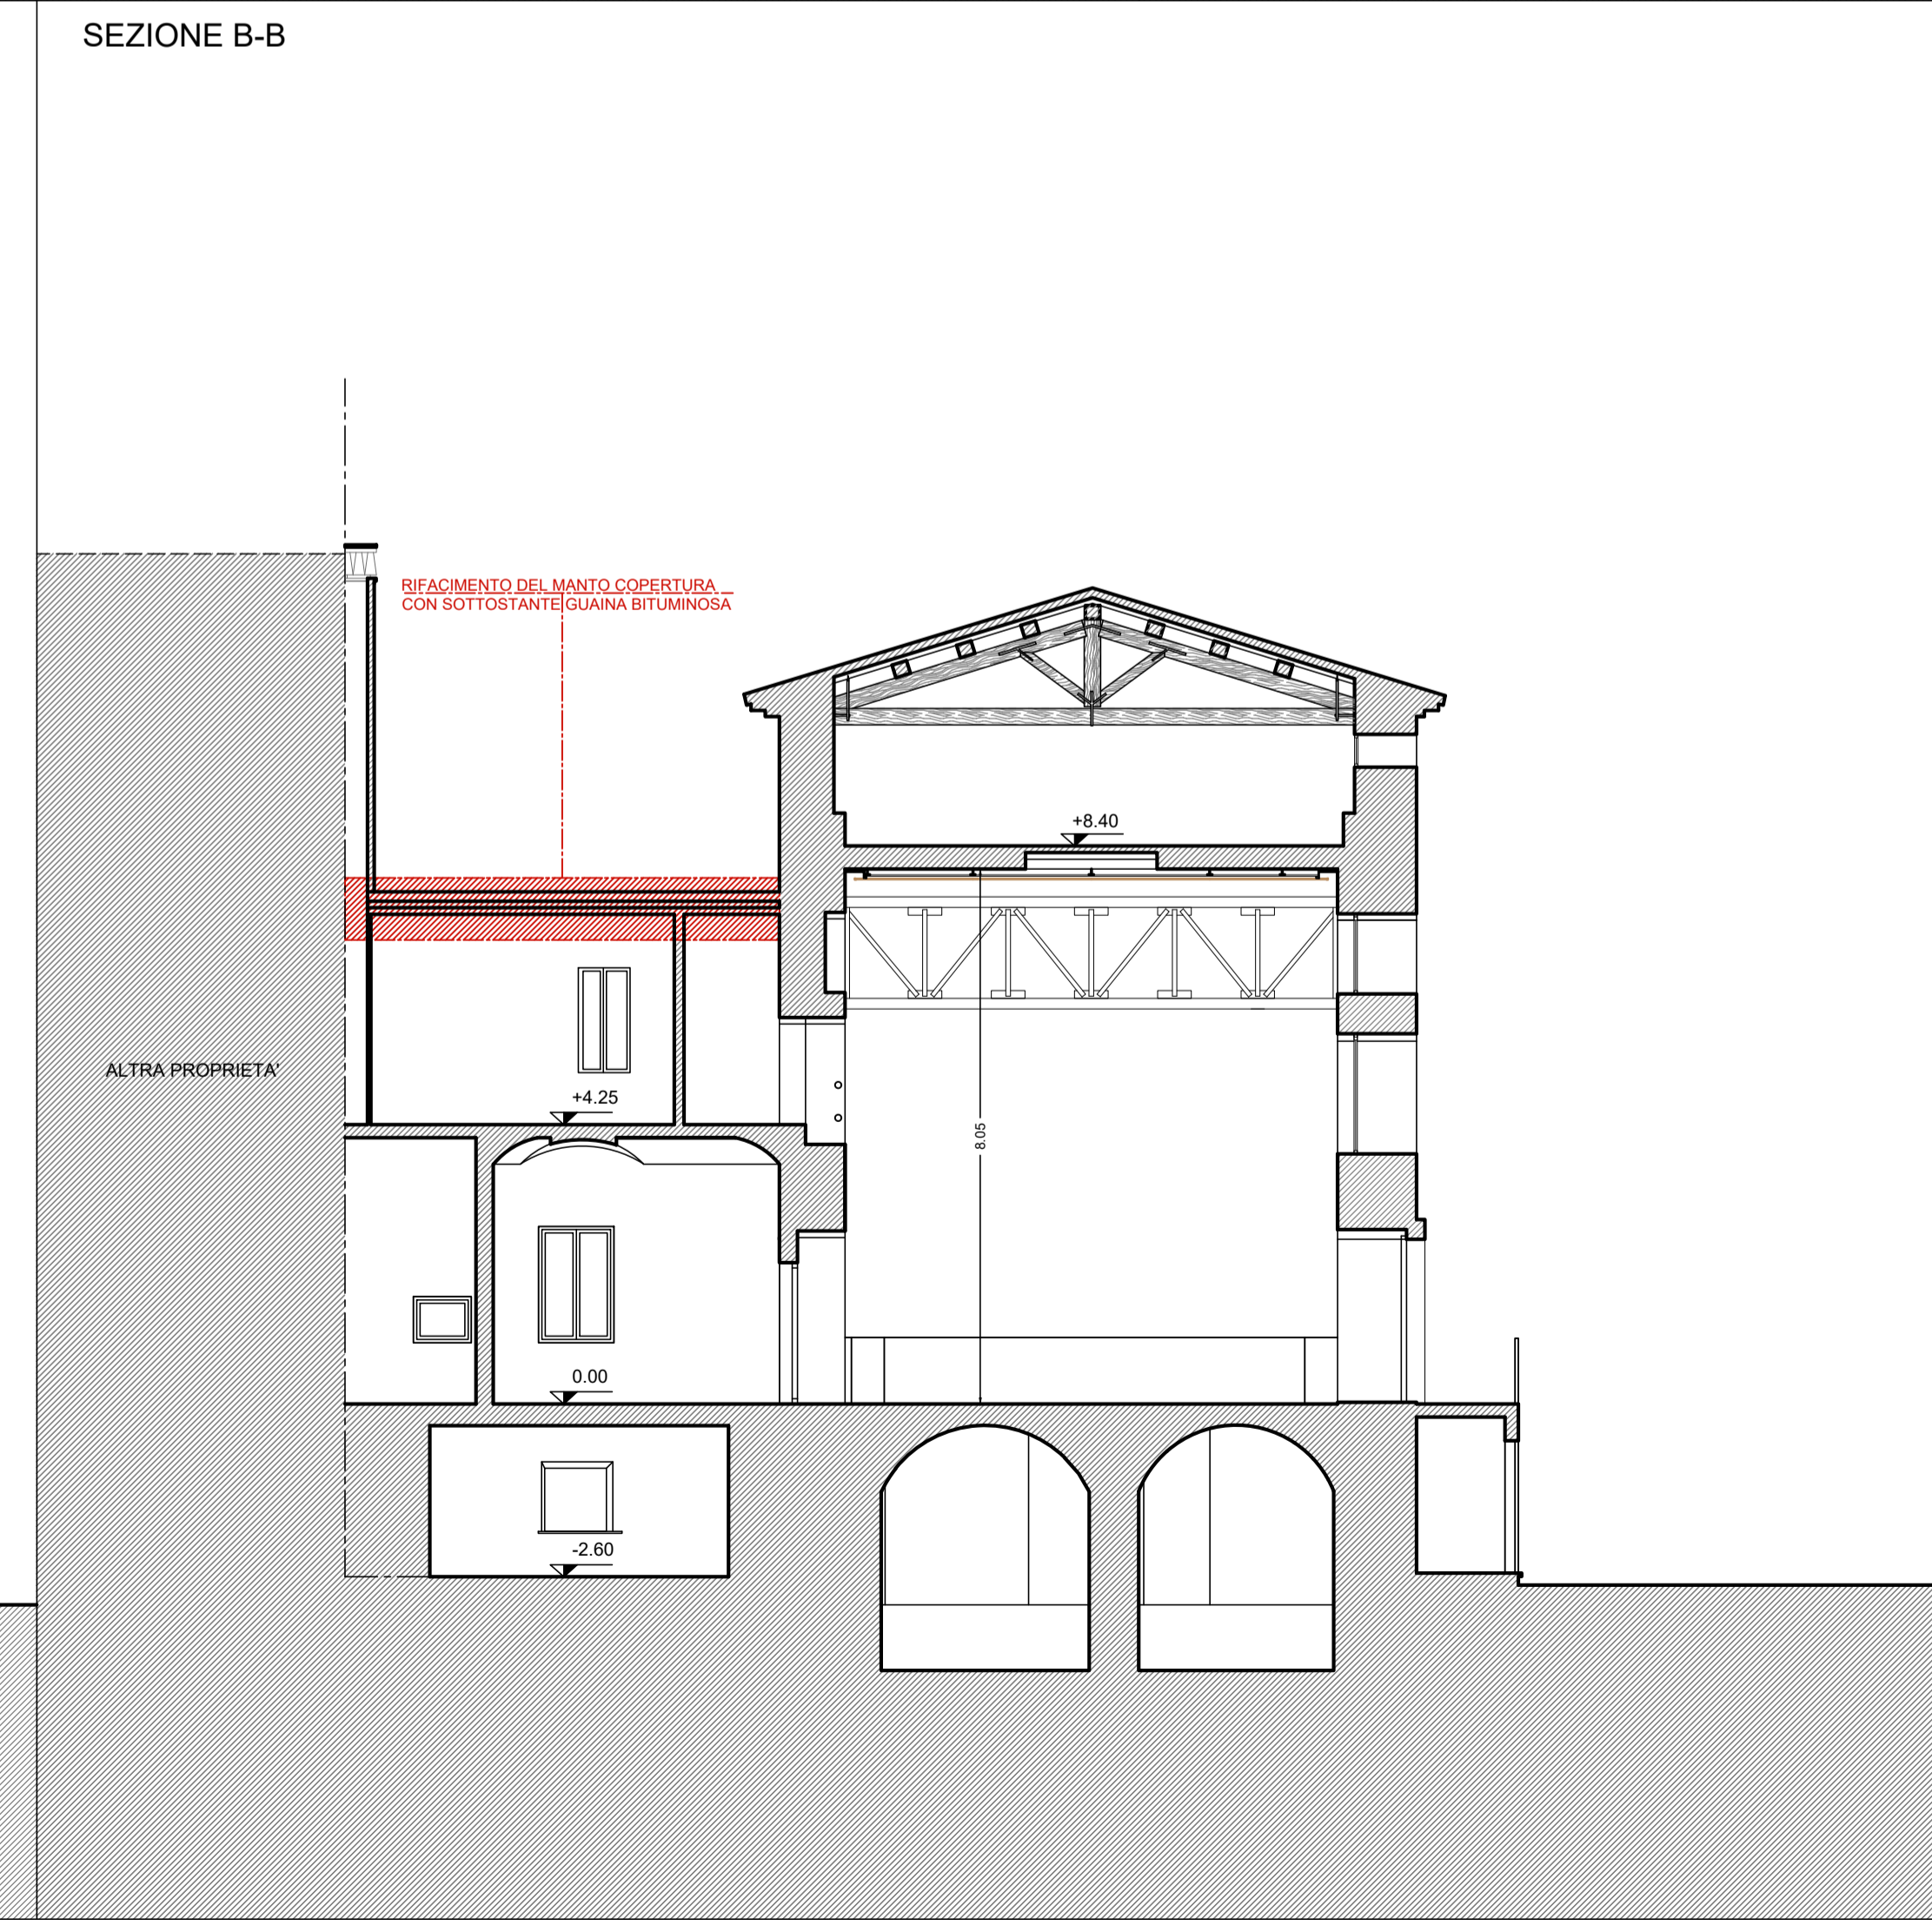 SEZIONE B-B
RIFACIMENTO DEL MANTO COPERTURA
CON SOTTOSTANTE GUAINA BITUMINOSA
+8.40
ALTRA PROPRIETA'
+4.25
8.05
0.00
-2.60